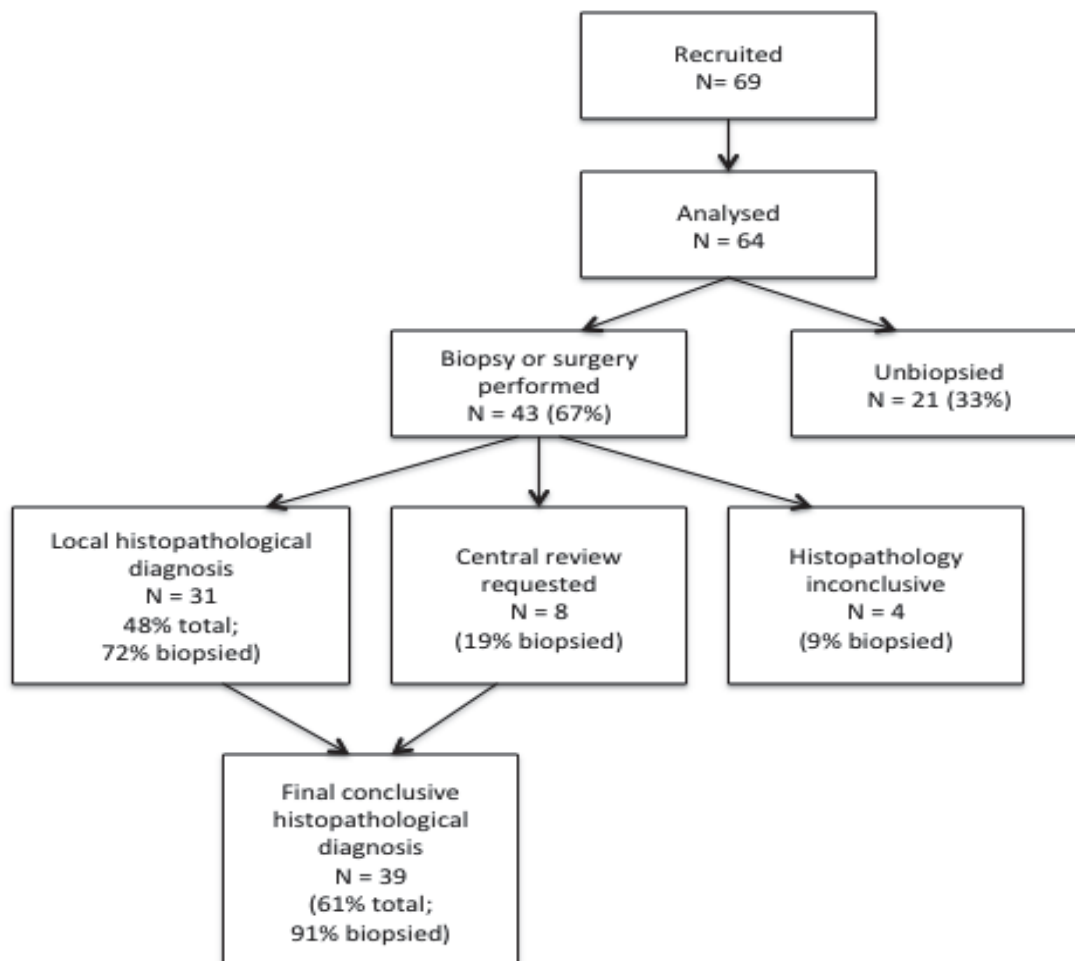 Recruited
N= 69
Analysed
N = 64
Biopsy or surgery
performed
N = 43 (67%)
Unbiopsied
N = 21 (33%)
Local histopathological
diagnosis
N = 31
48% total;
72% biopsied)
Central review
requested
N = 8
(19% biopsied)
Histopathology
inconclusive
N = 4
(9% biopsied)
Final conclusive
histopathological
diagnosis
N = 39
(61% total;
91% biopsied)